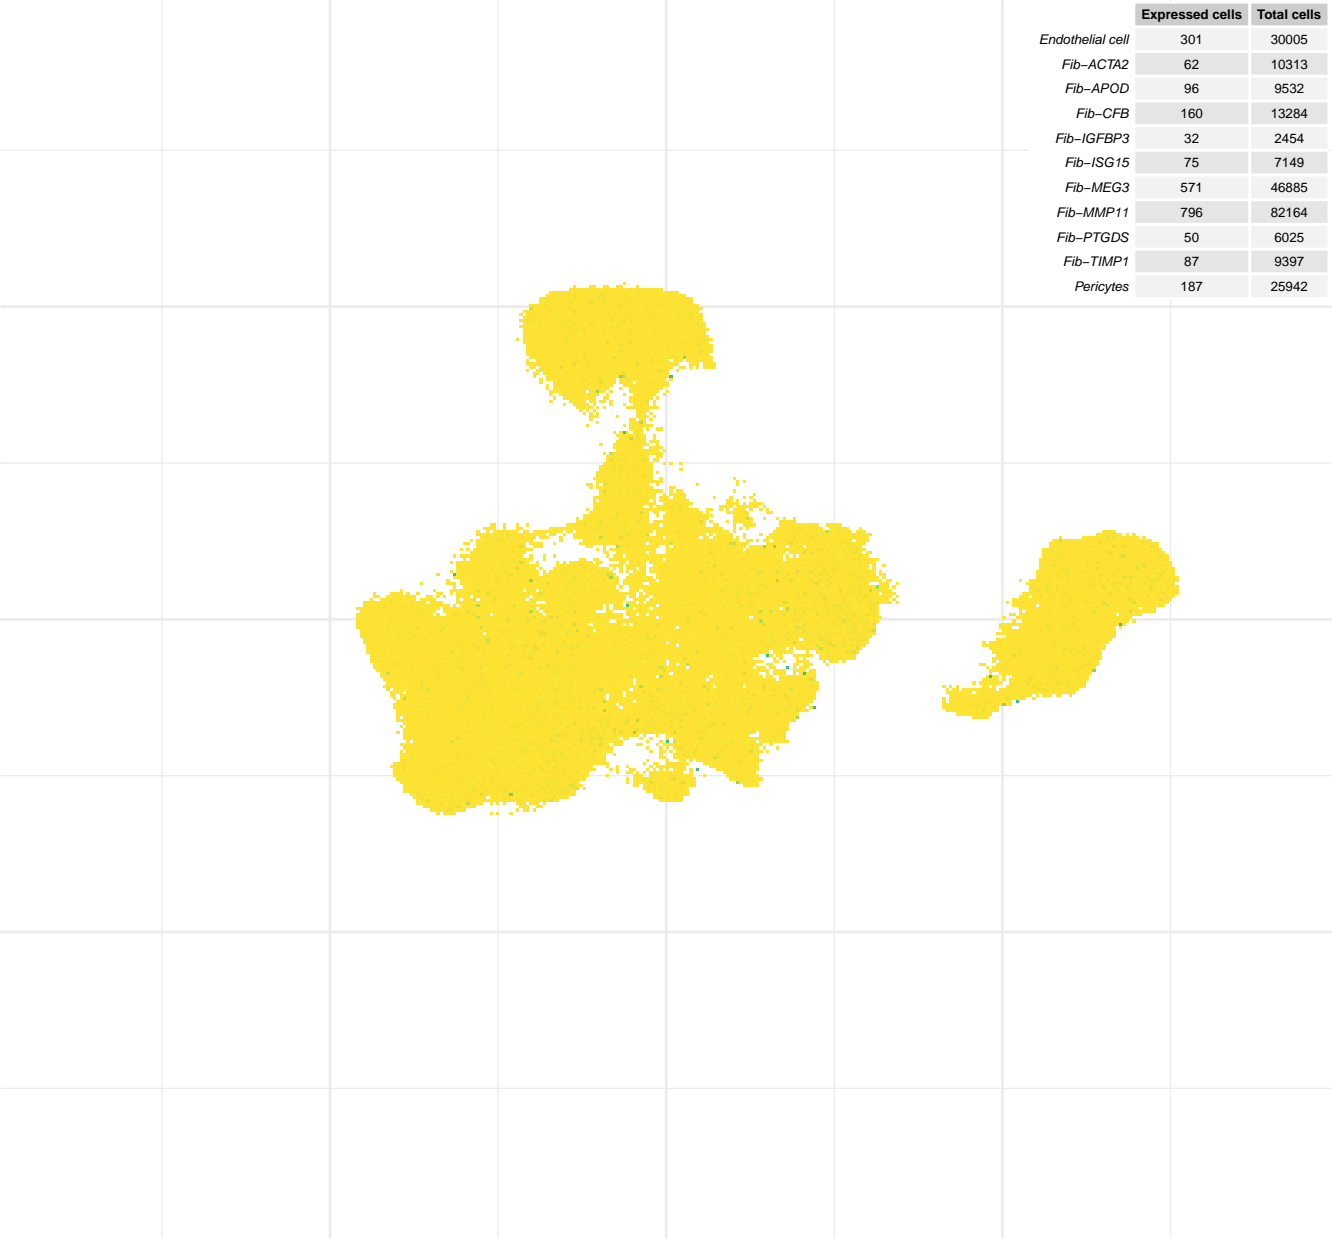 Expressed cells Total cells
Endothelial cell 301 30005
Fib−ACTA2 62 10313
Fib−APOD 96 9532
Fib−CFB 160 13284
Fib−IGFBP3 32 2454
Fib−ISG15 75 7149
Fib−MEG3 571 46885
Fib−MMP11 796 82164
Fib−PTGDS 50 6025
Fib−TIMP1 87 9397
Pericytes 187 25942